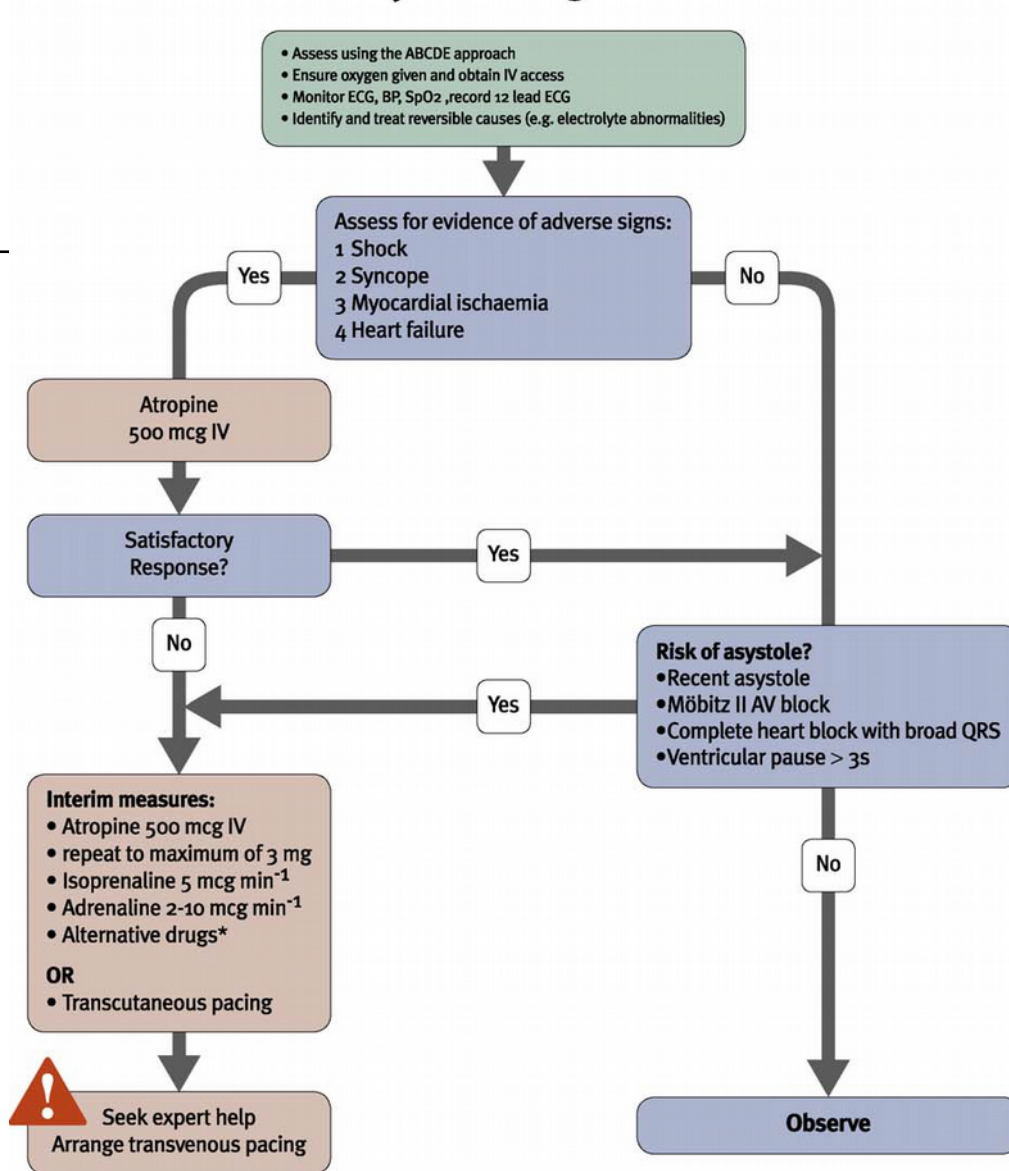 • Assess using the ABCDE approach
• Ensure oxygen given and obtain IV access
• Monitor ECG, BP, SpO2 ,record 12 lead ECG
• Identify and treat reversible causes (e.g. electrolyte abnormalities)
Assess for evidence of adverse signs:
1 Shock
2 Syncope
3 Myocardial ischaemia
4 Heart failure
Yes
No
Atropine
500 mcg IV
Satisfactory
Response?
Yes
No
Risk of asystole?
•Recent asystole
•Möbitz II AV block
•Complete heart block with broad QRS
•Ventricular pause > 3s
Yes
Interim measures:
• Atropine 500 mcg IV
• repeat to maximum of 3 mg
• Isoprenaline 5 mcg min-1
• Adrenaline 2-10 mcg min-1
• Alternative drugs*
OR
• Transcutaneous pacing
No
!
Seek expert help
Arrange transvenous pacing
Observe